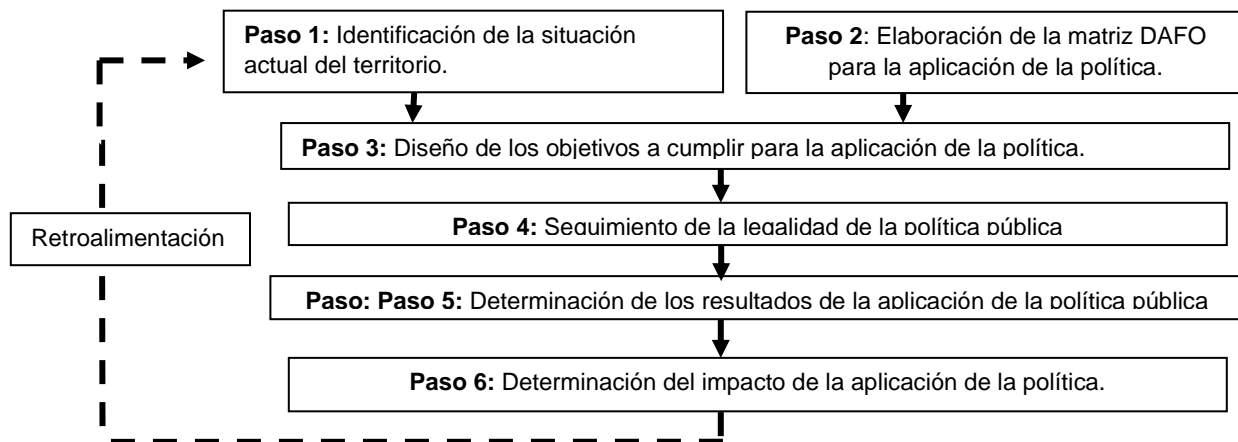 Paso 1: Identificación de la situación
actual del territorio.
Paso 2: Elaboración de la matriz DAFO
para la aplicación de la política.
Paso 3: Diseño de los objetivos a cumplir para la aplicación de la política.
Retroalimentación
Paso 4: Seguimiento de la legalidad de la política pública
Paso: Paso 5: Determinación de los resultados de la aplicación de la política pública
Paso 6: Determinación del impacto de la aplicación de la política.